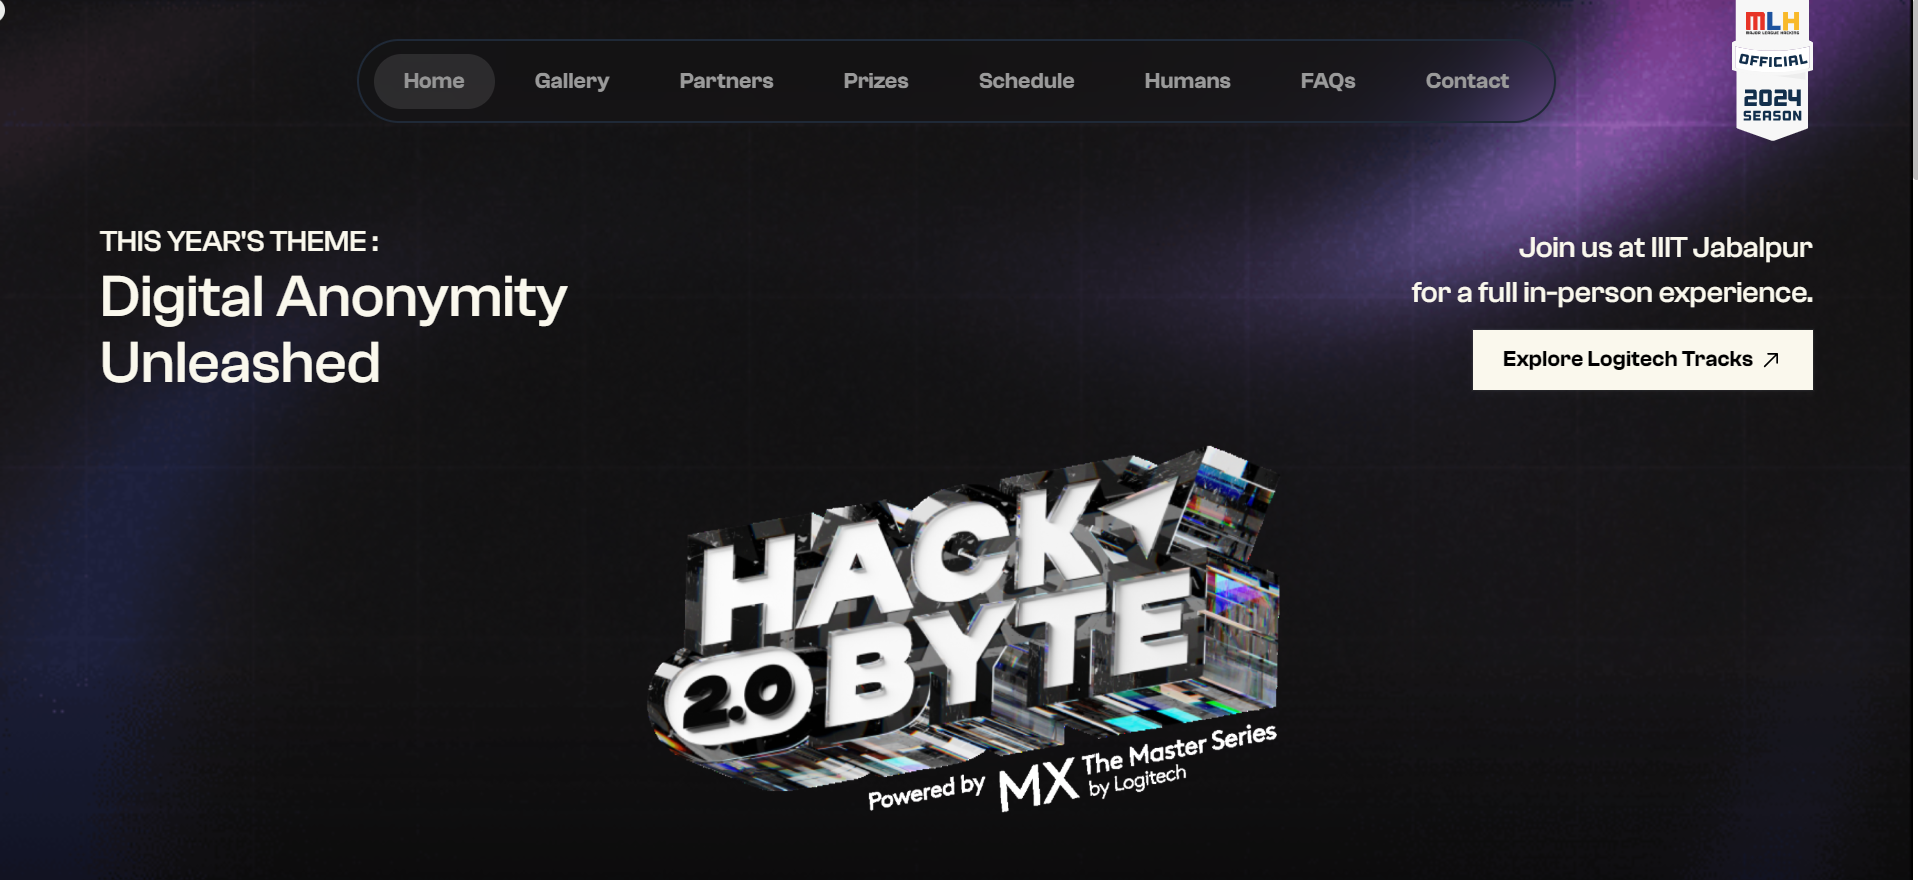 Home Gallery Partners Prizes Schedule Humans FAQs Contact
MLH
MAJOR LEAGUE HACKING
OFFICIAL
2024
SEASON
THIS YEAR'S THEME :
Digital Anonymity
Unleashed
Join us at IIIT Jabalpur
for a full in-person experience.
Explore Logitech Tracks
HACK
2.0 BYTE
Powered by MX The Master Series
by Logitech